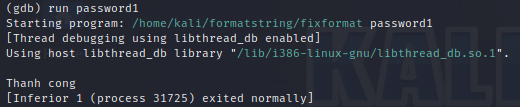 (gdb) run password1
Starting program: /home/kali/formatstring/fixformat password1
[Thread debugging using libthread_db enabled]
Using host libthread_db library "/lib/i386-linux-gnu/libthread_db.so.1".
Thanh cong
[Inferior 1 (process 31725) exited normally]